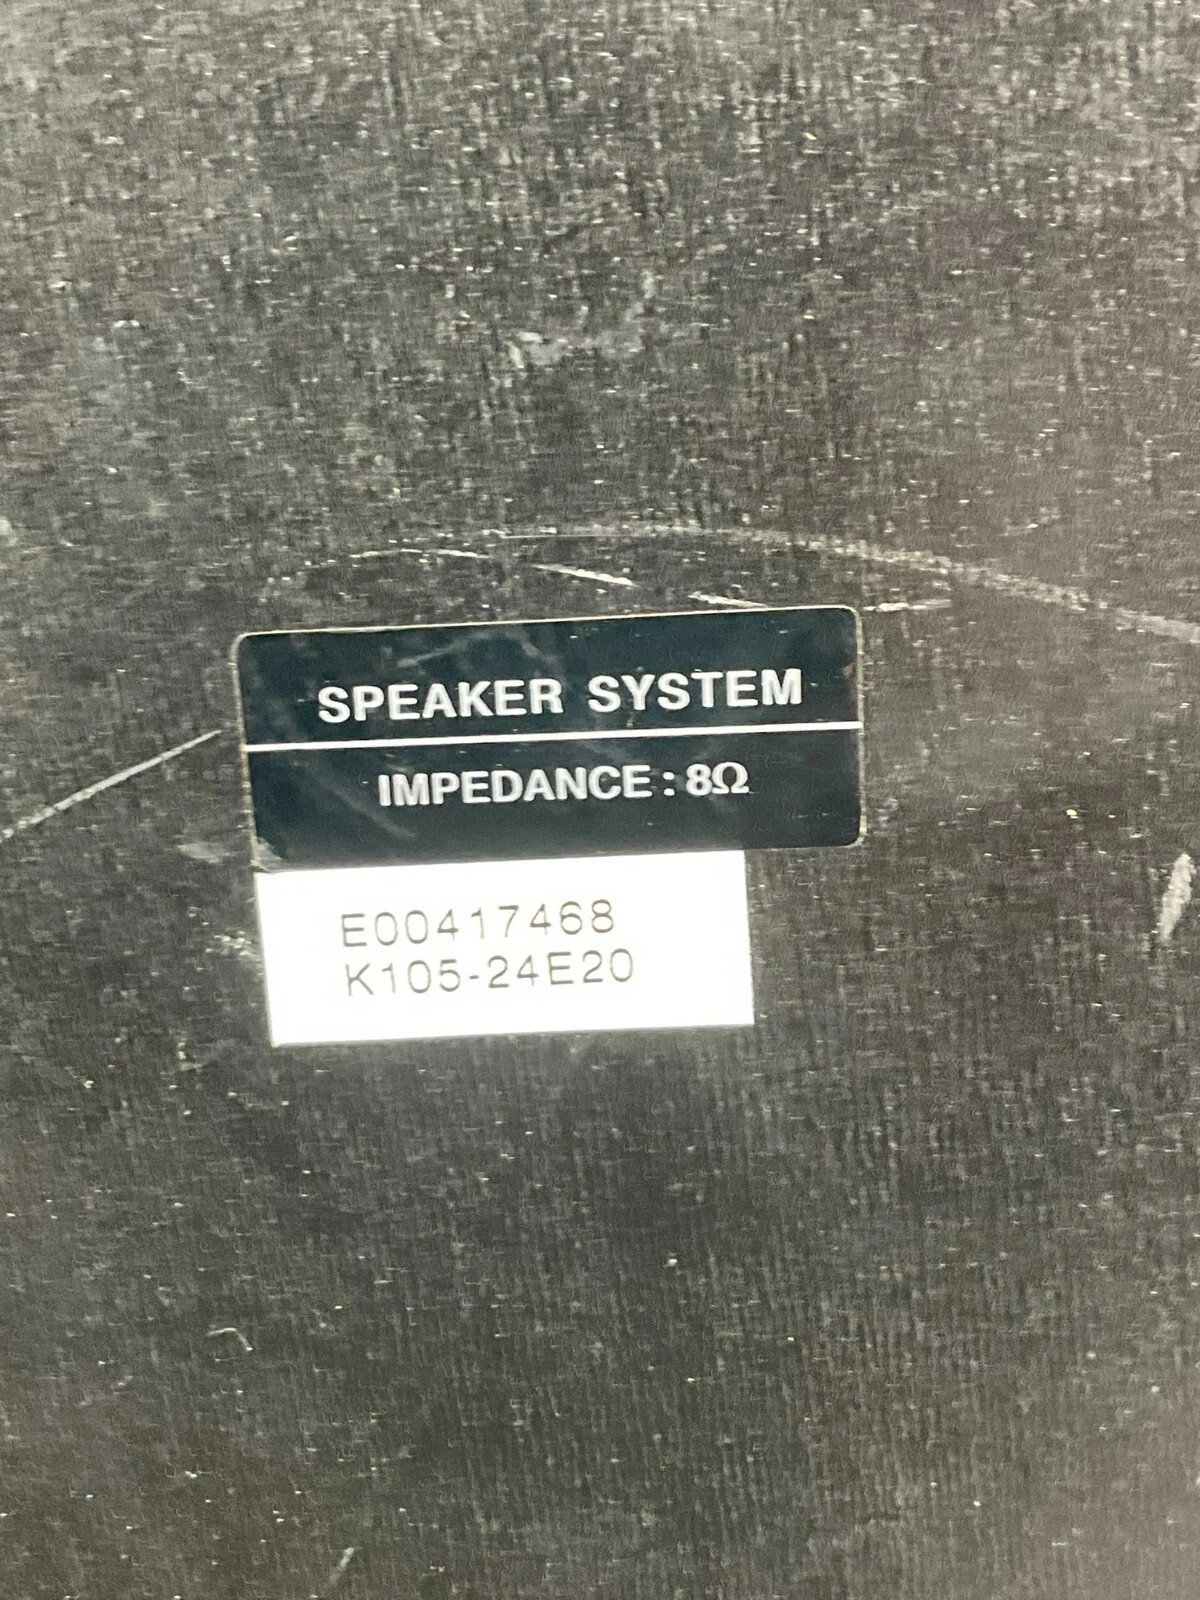 SPEAKER SYSTEM
IMPEDANCE : 8Ω
E00417468
K105-24E20